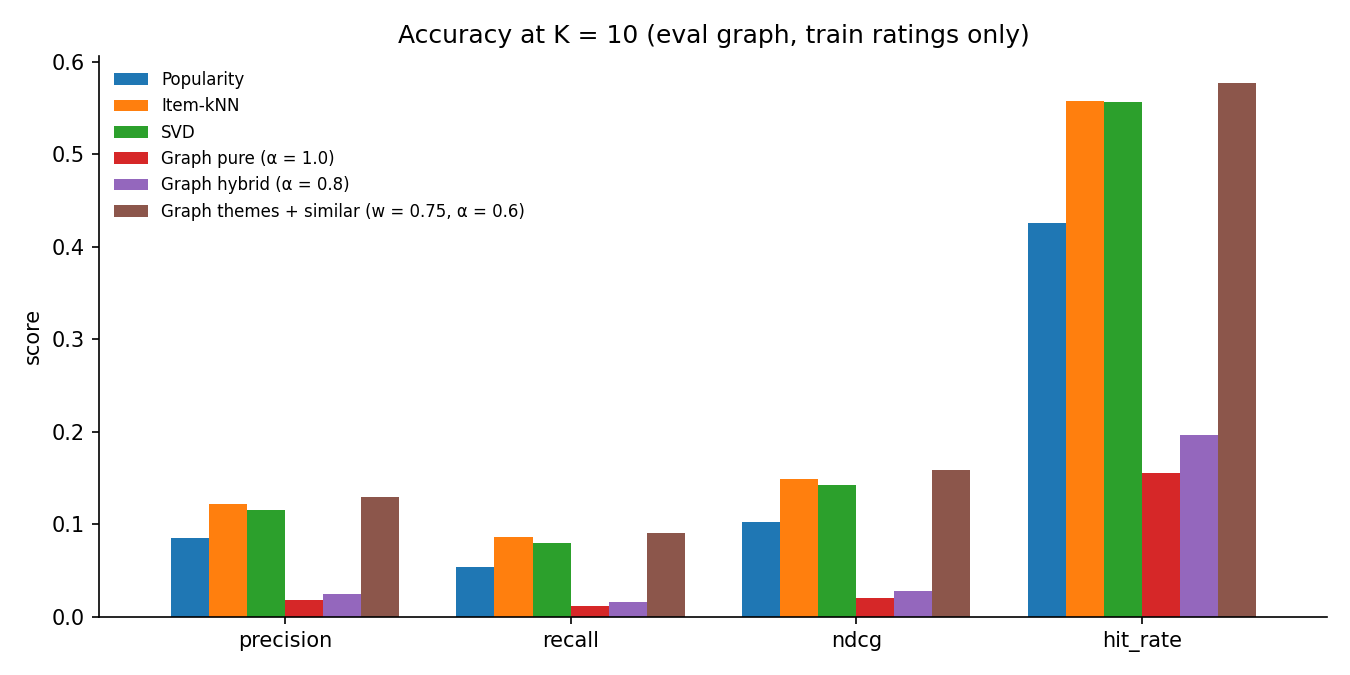 Accuracy at K = 10 (eval graph, train ratings only)
Popularity
Item-kNN
SVD
Graph pure (α = 1.0)
Graph hybrid (α = 0.8)
Graph themes + similar (w = 0.75, α = 0.6)
score
0.6
0.5
0.4
0.3
0.2
0.1
0.0
precision
recall
ndcg
hit_rate